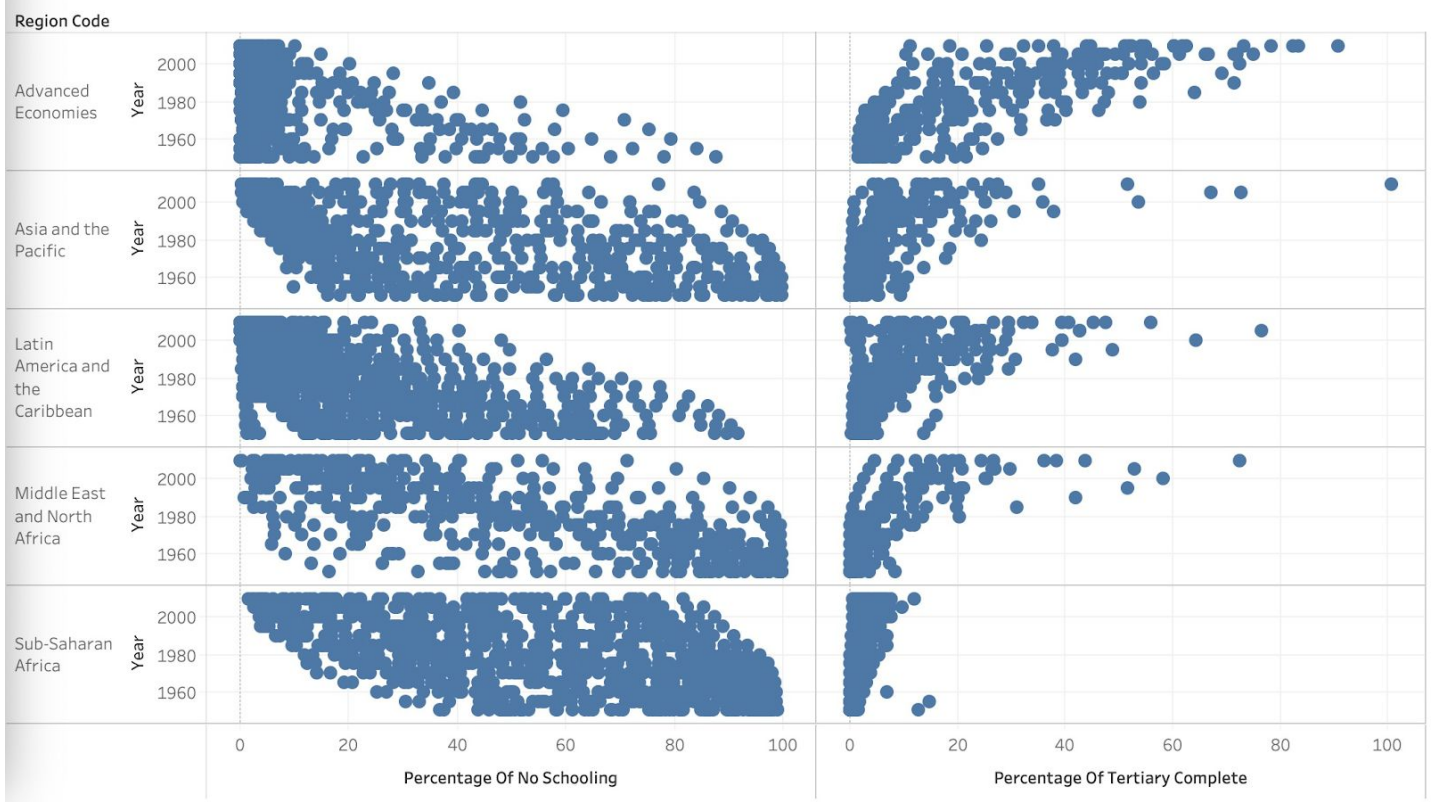 Region Code
Advanced
Economies
Year
2000
1980
1960
Asia and the
Pacific
Year
2000
1980
1960
Latin
America and
the
Caribbean
Year
2000
1980
1960
Middle East
and North
Africa
Year
2000
1980
1960
Sub-Saharan
Africa
Year
2000
1980
1960
0 20 40 60 80 100 0 20 40 60 80 100
Percentage Of No Schooling Percentage Of Tertiary Complete